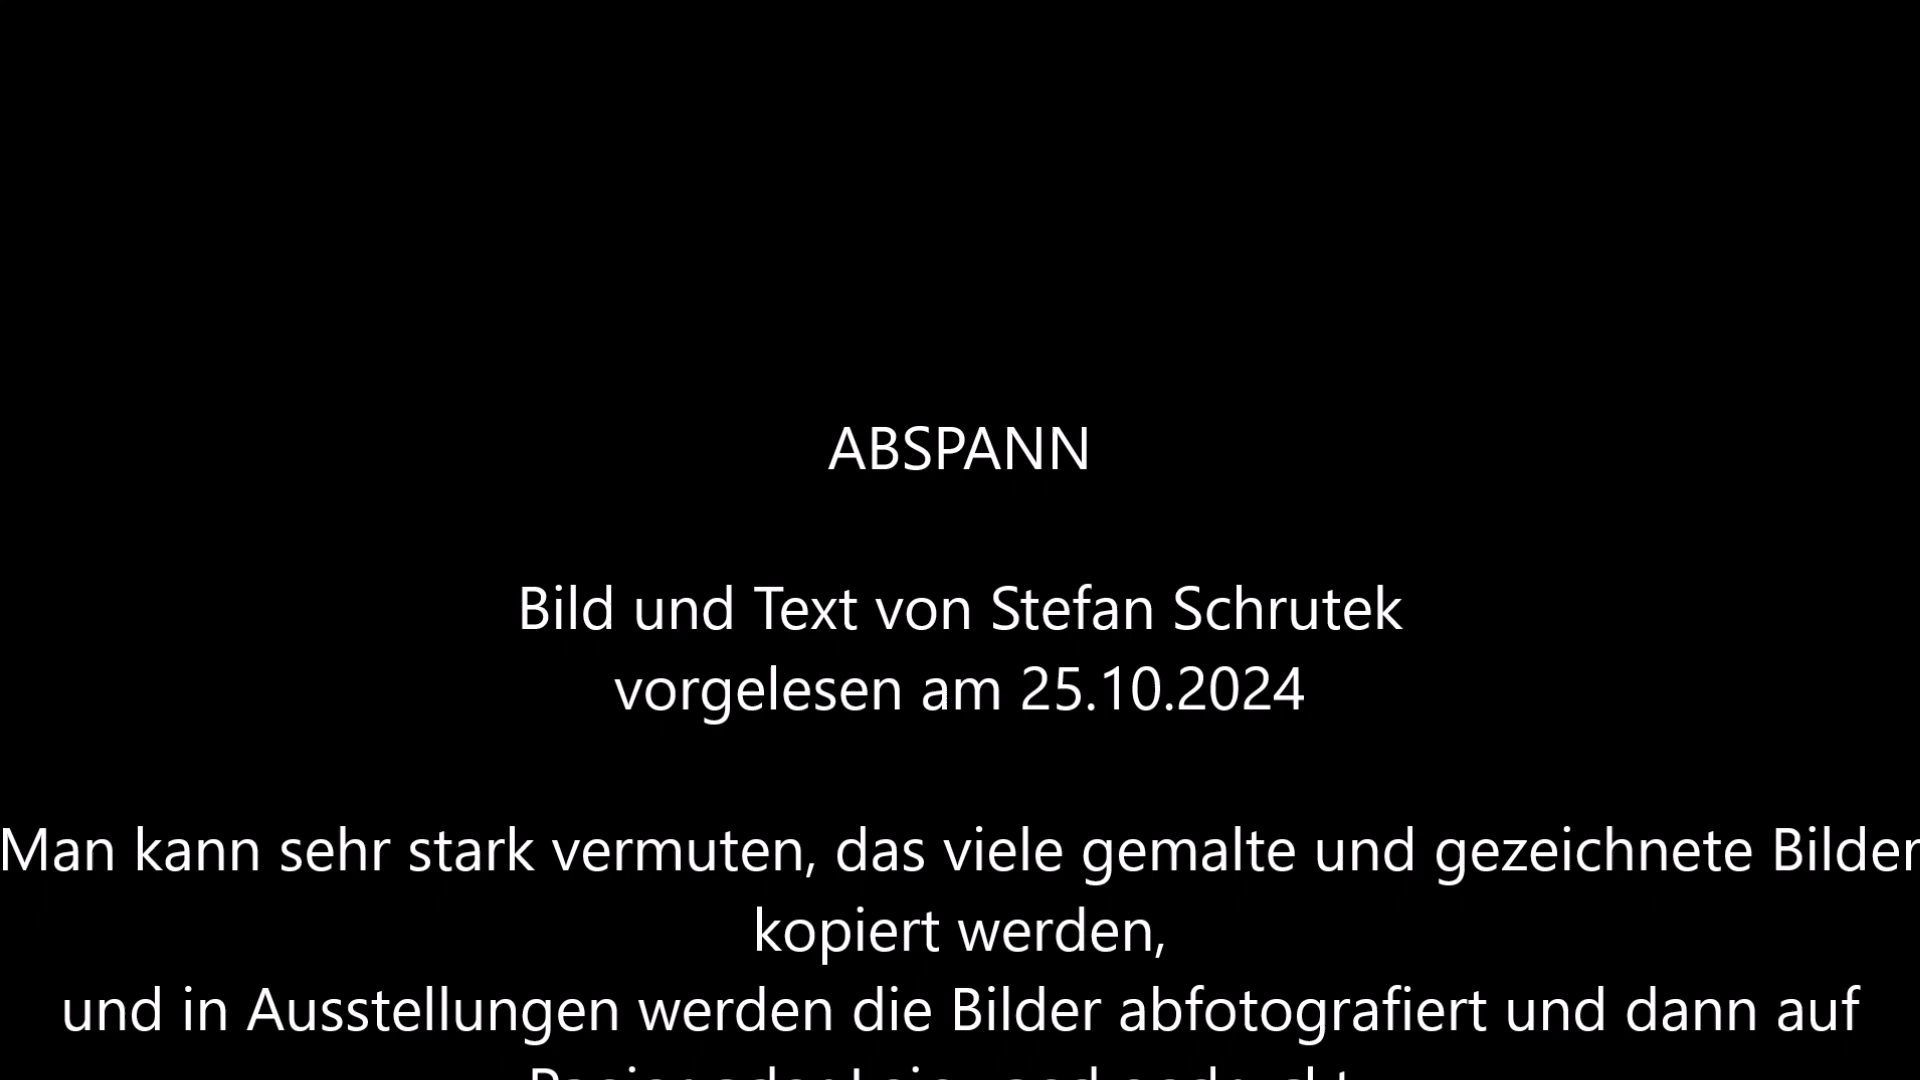 ABSPANN
Bild und Text von Stefan Schrutek
vorgelesen am 25.10.2024
Man kann sehr stark vermuten, das viele gemalte und gezeichnete Bilder
kopiert werden,
und in Ausstellungen werden die Bilder abfotografiert und dann auf